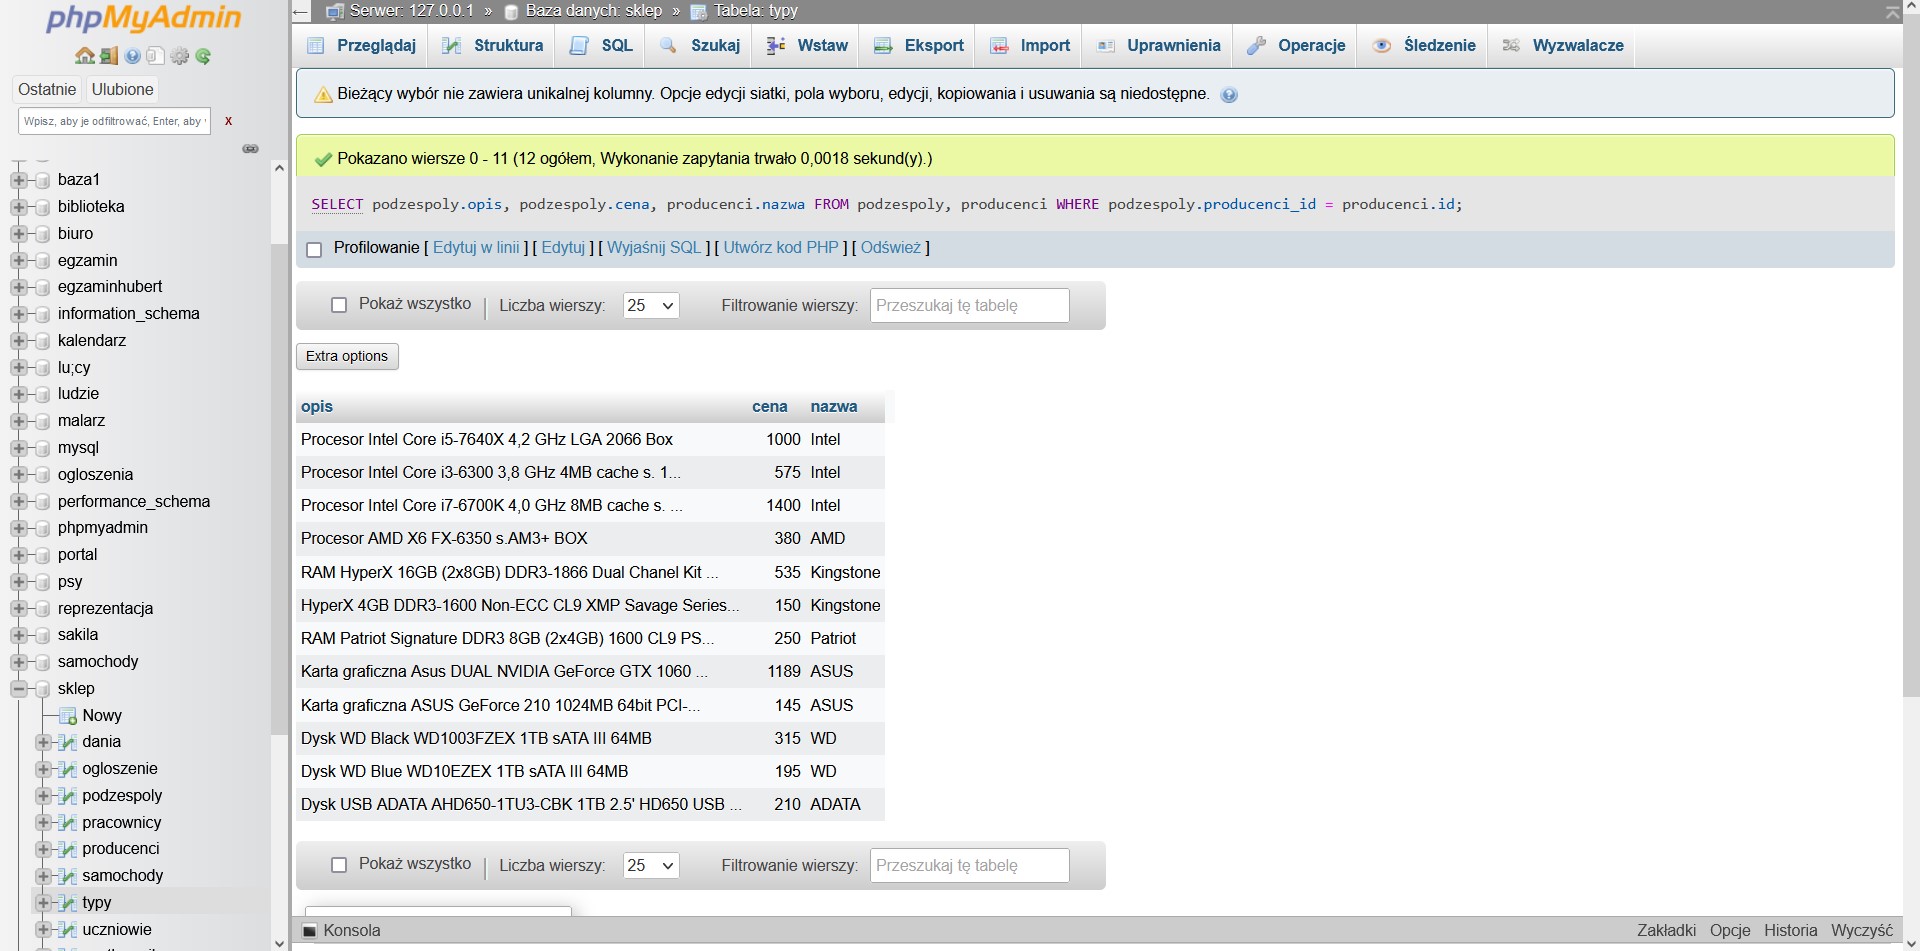 phpMyAdmin
Ostatnie Ulubione
Wpisz, aby je odfiltrować, Enter, aby X
baza1
biblioteka
biuro
egzamin
egzaminhubert
information_schema
kalendarz
lu;cy
ludzie
malarz
mysql
ogloszenia
performance_schema
phpmyadmin
portal
psy
reprezentacja
sakila
samochody
sklep
Nowy
dania
ogloszenie
podzespoly
pracownicy
producenci
samochody
typy
uczniowie
← Serwer: 127.0.0.1 » Baza danych: sklep » Tabela: typy
Przeglądaj Struktura SQL Szukaj Wstaw Eksport Import Uprawnienia Operacje Śledzenie Wyzwalacze
Bieżący wybór nie zawiera unikalnej kolumny. Opcje edycji siatki, pola wyboru, edycji, kopiowania i usuwania są niedostępne.
Pokazano wiersze 0 - 11 (12 ogółem, Wykonanie zapytania trwało 0,0018 sekund(y).)
SELECT podzespoly.opis, podzespoly.cena, producenci.nazwa FROM podzespoly, producenci WHERE podzespoly.producenci_id = producenci.id;
Profilowanie [ Edytuj w linii ] [ Edytuj ] [ Wyjaśnij SQL ] [ Utwórz kod PHP ] [ Odśwież ]
Pokaż wszystko | Liczba wierszy: 25 Filtrowanie wierszy: Przeszukaj tę tabelę
Extra options
opis cena nazwa
Procesor Intel Core i5-7640X 4,2 GHz LGA 2066 Box 1000 Intel
Procesor Intel Core i3-6300 3,8 GHz 4MB cache s. 1... 575 Intel
Procesor Intel Core i7-6700K 4,0 GHz 8MB cache s. ... 1400 Intel
Procesor AMD X6 FX-6350 s.AM3+ BOX 380 AMD
RAM HyperX 16GB (2x8GB) DDR3-1866 Dual Chanel Kit ... 535 Kingstone
HyperX 4GB DDR3-1600 Non-ECC CL9 XMP Savage Series... 150 Kingstone
RAM Patriot Signature DDR3 8GB (2x4GB) 1600 CL9 PS... 250 Patriot
Karta graficzna Asus DUAL NVIDIA GeForce GTX 1060 ... 1189 ASUS
Karta graficzna ASUS GeForce 210 1024MB 64bit PCI-... 145 ASUS
Dysk WD Black WD1003FZEX 1TB sATA III 64MB 315 WD
Dysk WD Blue WD10EZEX 1TB sATA III 64MB 195 WD
Dysk USB ADATA AHD650-1TU3-CBK 1TB 2.5' HD650 USB ... 210 ADATA
Pokaż wszystko | Liczba wierszy: 25 Filtrowanie wierszy: Przeszukaj tę tabelę
Konsola Zakładki Opcje Historia Wyczyść